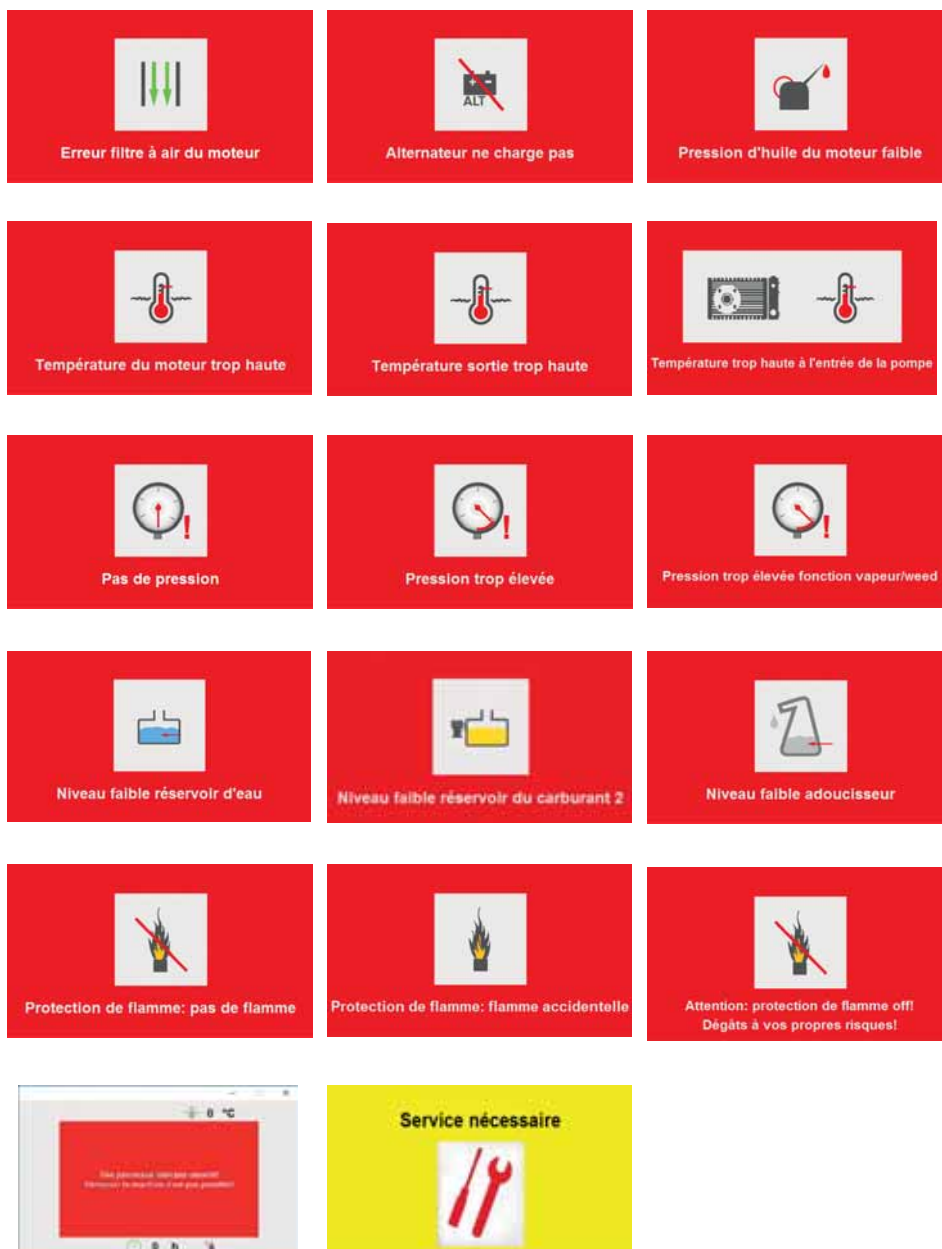 ALT
Erreur filtre à air du moteur
Alternateur ne charge pas
Pression d'huile du moteur faible
Température du moteur trop haute
Température sortie trop haute
Température trop haute à l'entrée de la pompe
Pas de pression
Pression trop élevée
Pression trop élevée fonction vapeur/weed
Niveau faible réservoir d'eau
Niveau faible réservoir du carburant 2
Niveau faible adoucisseur
Protection de flamme: pas de flamme
Protection de flamme: flamme accidentelle
Attention: protection de flamme off!
Dégâts à vos propres risques!
0 °C
Service nécessaire